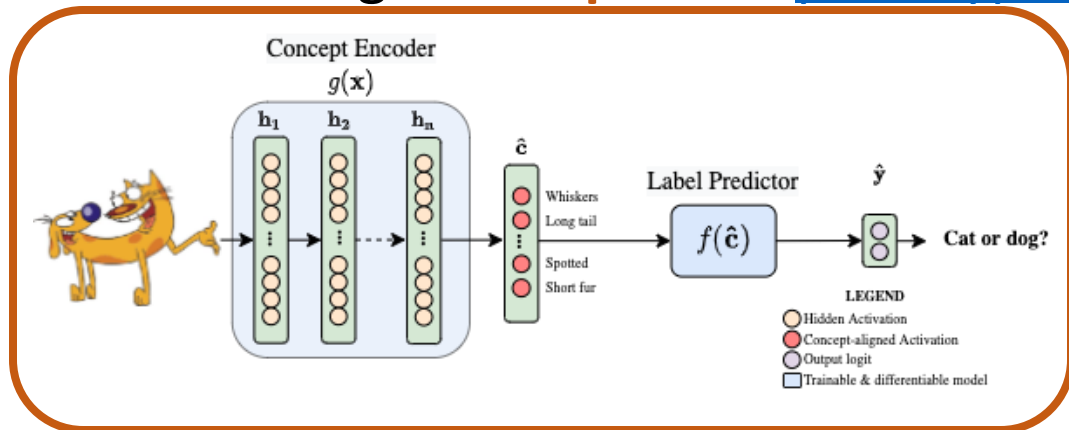 Concept Encoder
g(x)
h₁ h₂ hₙ
ĉ
Whiskers
Long tail
Spotted
Short fur
Label Predictor
f(ĉ)
ŷ
Cat or dog?
LEGEND
Hidden Activation
Concept-aligned Activation
Output logit
Trainable & differentiable model